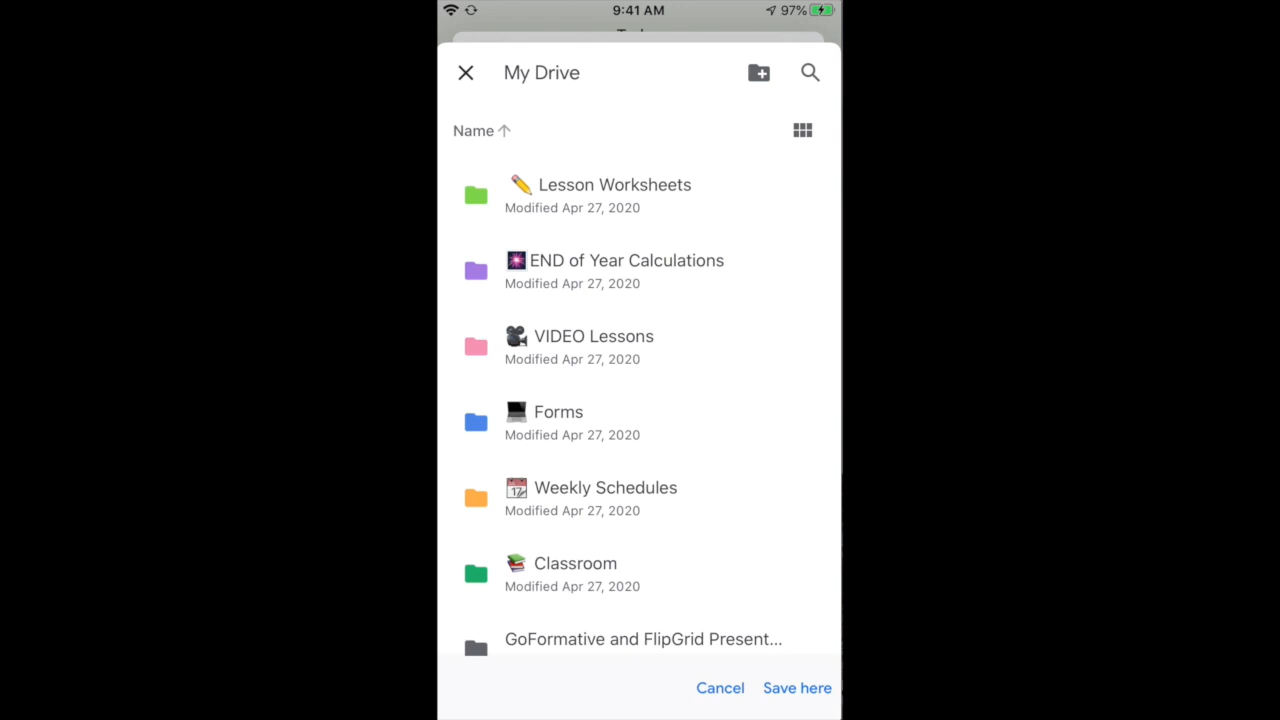 9:41 AM
97%
My Drive
Name
Lesson Worksheets
Modified Apr 27, 2020
END of Year Calculations
Modified Apr 27, 2020
VIDEO Lessons
Modified Apr 27, 2020
Forms
Modified Apr 27, 2020
Weekly Schedules
Modified Apr 27, 2020
Classroom
Modified Apr 27, 2020
GoFormative and FlipGrid Present...
Cancel
Save here